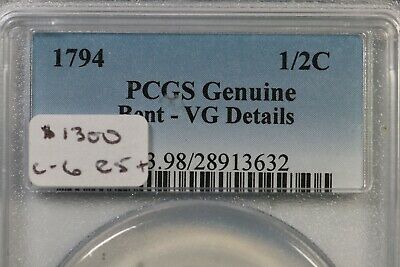 1794 1/2C
PCGS Genuine
Bent - VG Details
3.98/28913632
$1300
C-6 R5+